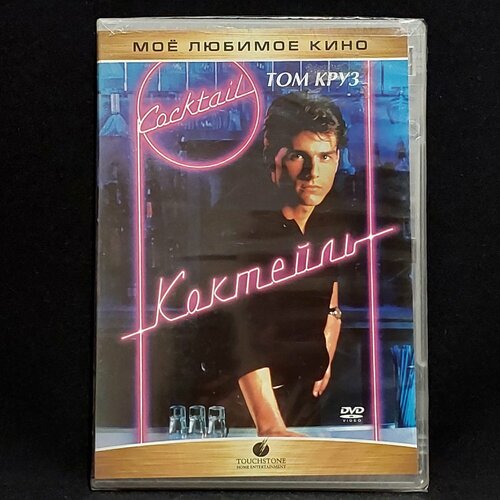 МОЁ ЛЮБИМОЕ КИНО
Cocktail
ТОМ КРУЗ
Коктейль
DVD
VIDEO
TOUCHSTONE
HOME ENTERTAINMENT